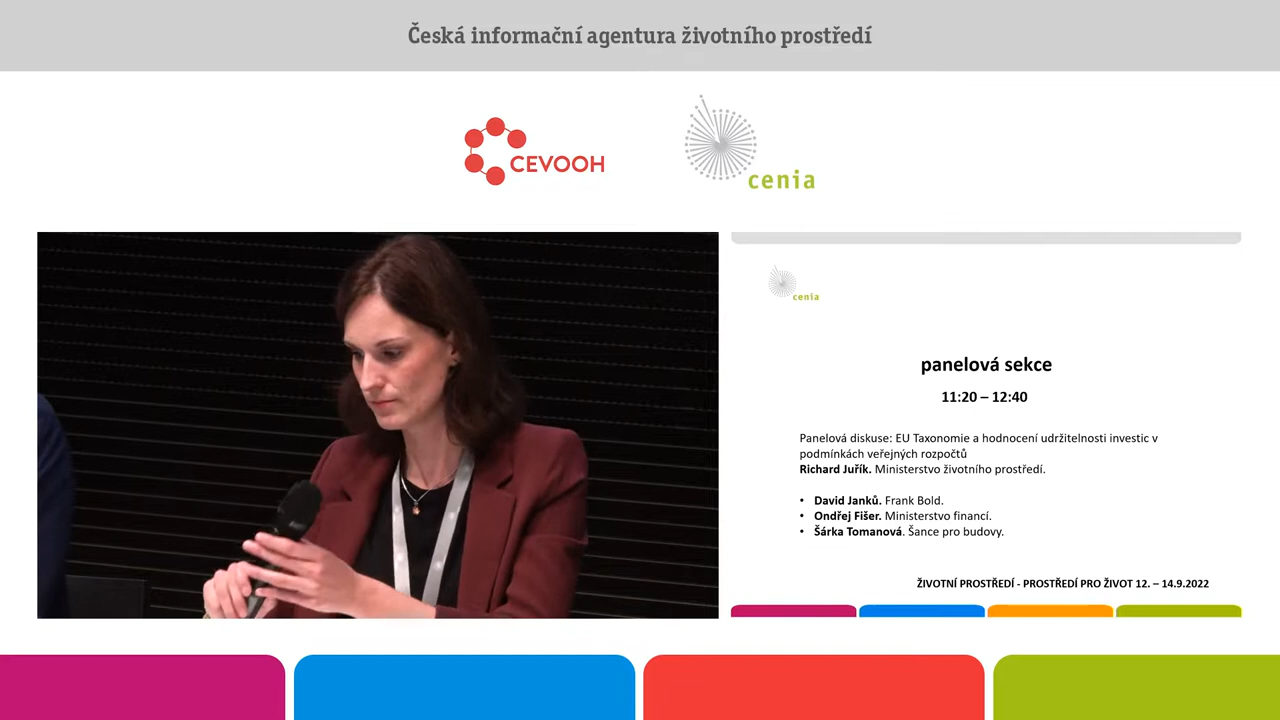 Česká informační agentura životního prostředí
CEVOOH
cenia
cenia
panelová sekce
11:20 – 12:40
Panelová diskuse: EU Taxonomie a hodnocení udržitelnosti investic v
podmínkách veřejných rozpočtů
Richard Juřík. Ministerstvo životního prostředí.
• David Janků. Frank Bold.
• Ondřej Fišer. Ministerstvo financí.
• Šárka Tomanová. Šance pro budovy.
ŽIVOTNÍ PROSTŘEDÍ - PROSTŘEDÍ PRO ŽIVOT 12. – 14.9.2022